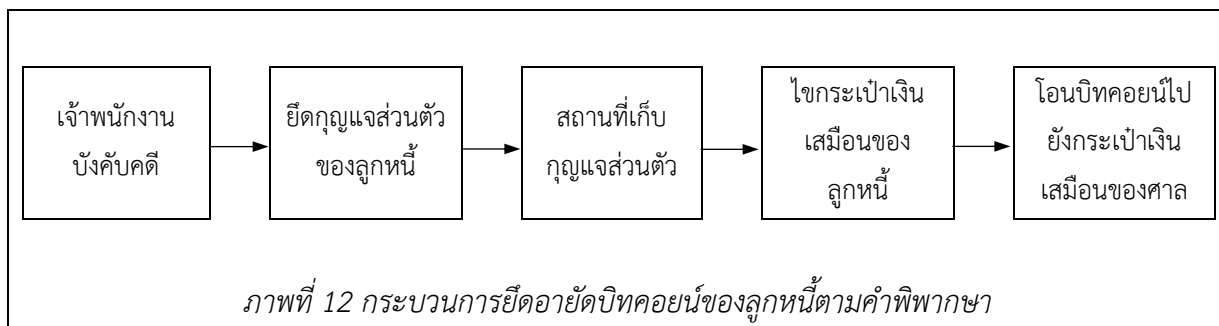 เจ้าพนักงาน
บังคับคดี
ยึดกุญแจส่วนตัว
ของลูกหนี้
สถานที่เก็บ
กุญแจส่วนตัว
ไขกระเป๋าเงิน
เสมือนของ
ลูกหนี้
โอนบิทคอยน์ไป
ยังกระเป๋าเงิน
เสมือนของศาล
ภาพที่ 12 กระบวนการยึดอายัดบิทคอยน์ของลูกหนี้ตามคำพิพากษา